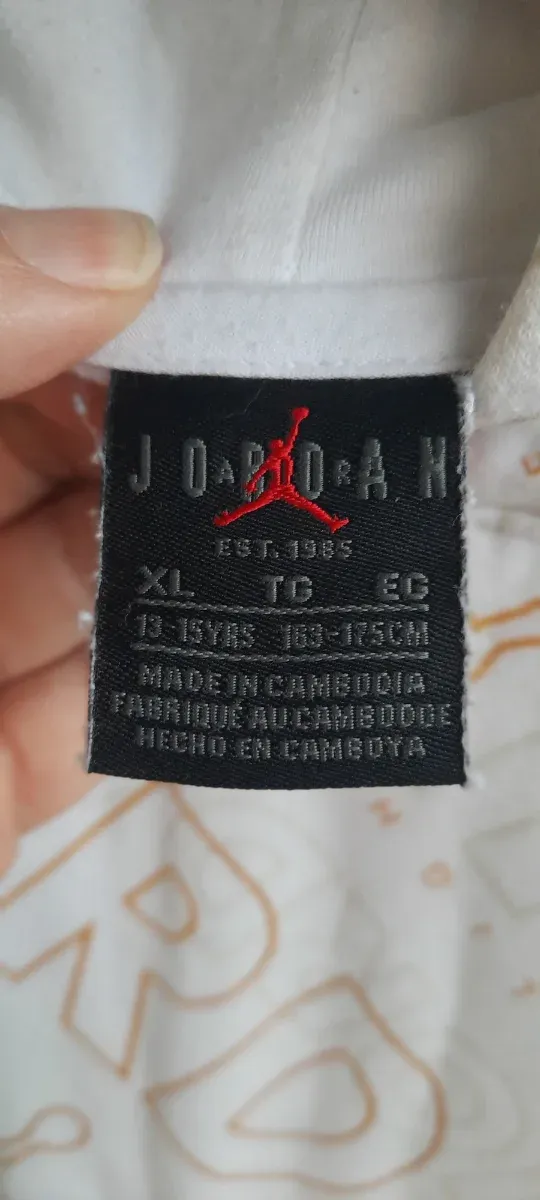 JORDAN
AIR
EST. 1985
XL TG EG
13-15YRS 163-175CM
MADE IN CAMBODIA
FABRIQUÉ AU CAMBODGE
HECHO EN CAMBOYA